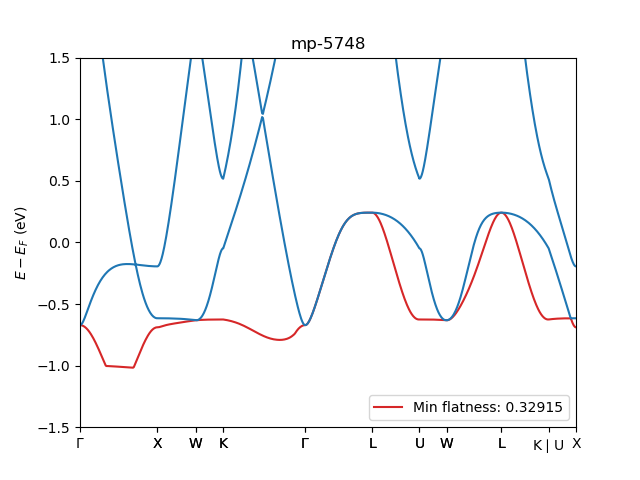 mp-5748
1.5
1.0
0.5
0.0
−0.5
−1.0
−1.5
E − E_F (eV)
Min flatness: 0.32915
Γ X W K Γ L U W L K | U X